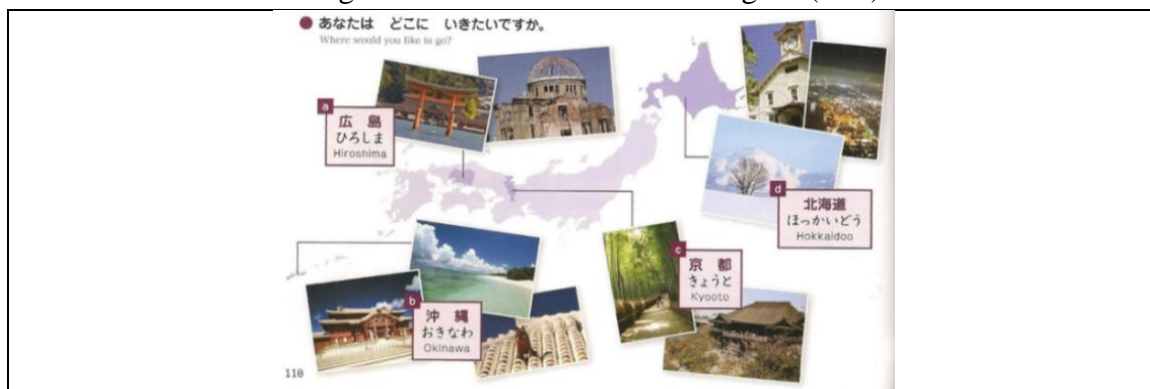 ● あなたは どこに いきたいですか。
Where would you like to go?
a
広島
ひろしま
Hiroshima
b
沖縄
おきなわ
Okinawa
c
京都
きょうと
Kyooto
d
北海道
ほっかいどう
Hokkaidoo
110